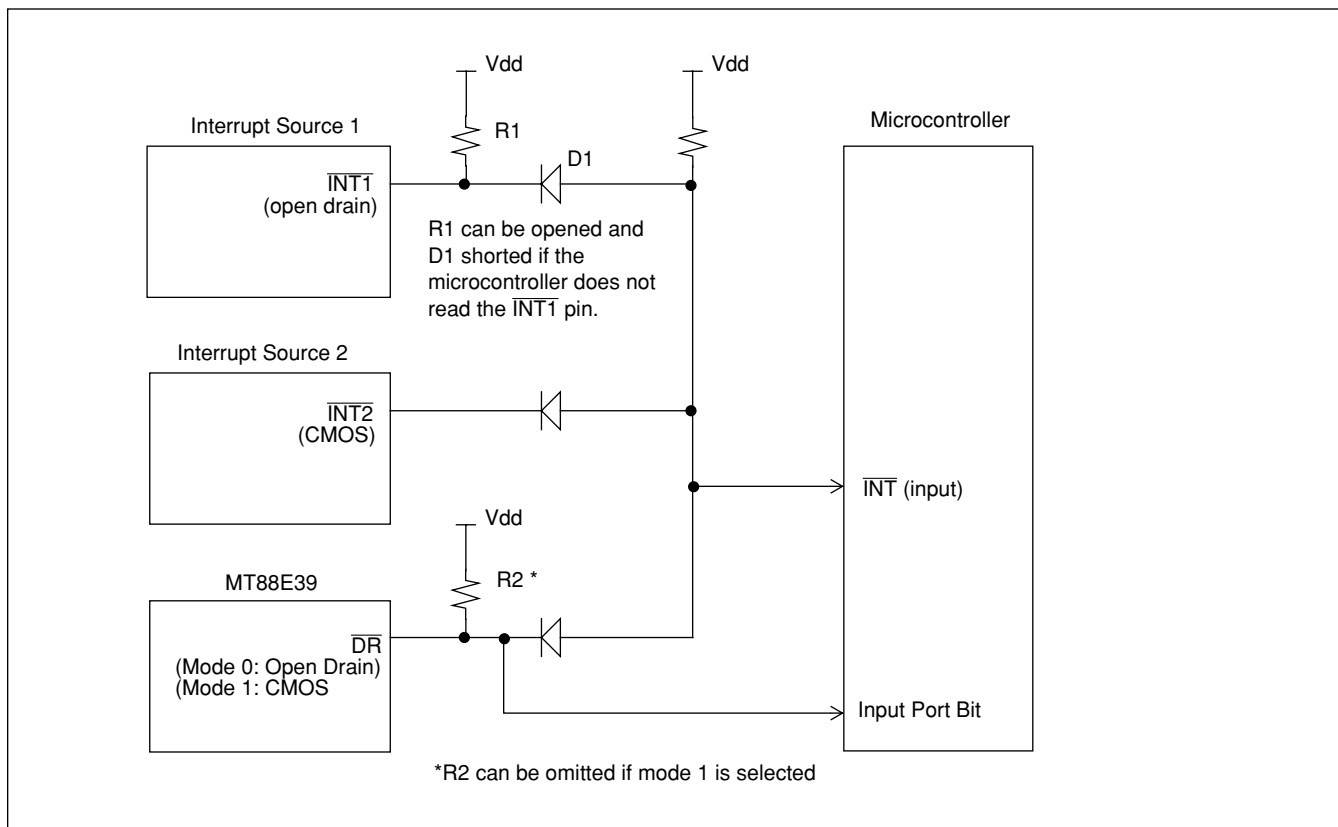 Vdd
Vdd
R1
D1
Interrupt Source 1
INT1
(open drain)
R1 can be opened and
D1 shorted if the
microcontroller does not
read the INT1 pin.
Interrupt Source 2
INT2
(CMOS)
Vdd
R2 *
MT88E39
DR
(Mode 0: Open Drain)
(Mode 1: CMOS
Microcontroller
INT (input)
Input Port Bit
*R2 can be omitted if mode 1 is selected